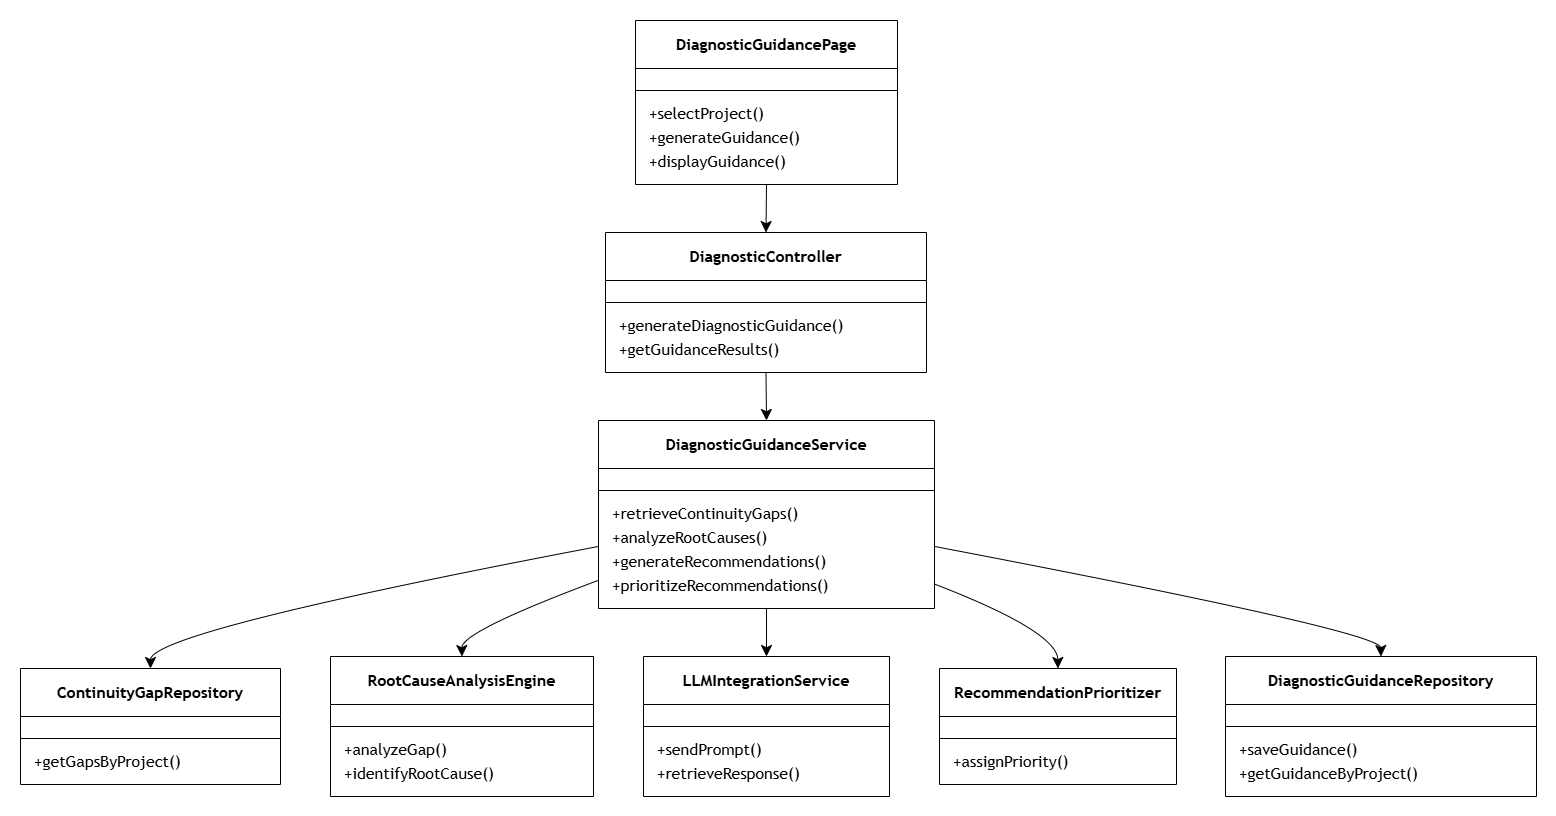 DiagnosticGuidancePage
+selectProject()
+generateGuidance()
+displayGuidance()
DiagnosticController
+generateDiagnosticGuidance()
+getGuidanceResults()
DiagnosticGuidanceService
+retrieveContinuityGaps()
+analyzeRootCauses()
+generateRecommendations()
+prioritizeRecommendations()
ContinuityGapRepository
+getGapsByProject()
RootCauseAnalysisEngine
+analyzeGap()
+identifyRootCause()
LLMIntegrationService
+sendPrompt()
+retrieveResponse()
RecommendationPrioritizer
+assignPriority()
DiagnosticGuidanceRepository
+saveGuidance()
+getGuidanceByProject()